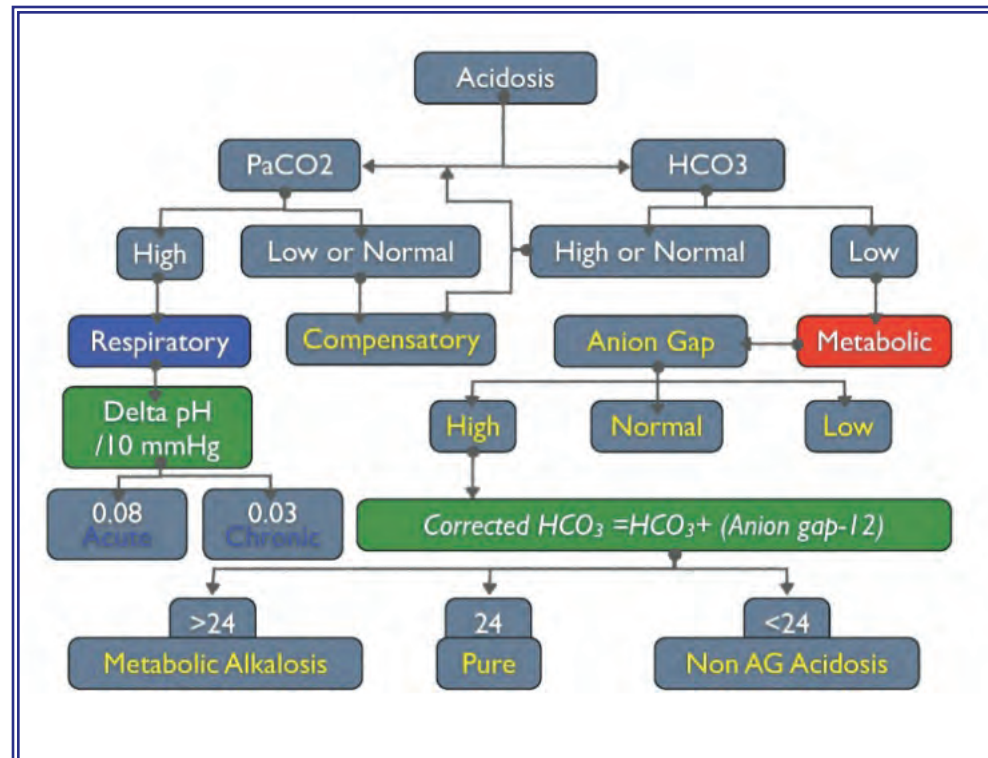 Acidosis
PaCO2
HCO3
High
Low or Normal
High or Normal
Low
Respiratory
Compensatory
Anion Gap
Metabolic
Delta pH
/10 mmHg
High
Normal
Low
0.08
Acute
0.03
Chronic
Corrected HCO₃ =HCO₃+ (Anion gap-12)
>24
Metabolic Alkalosis
24
Pure
<24
Non AG Acidosis